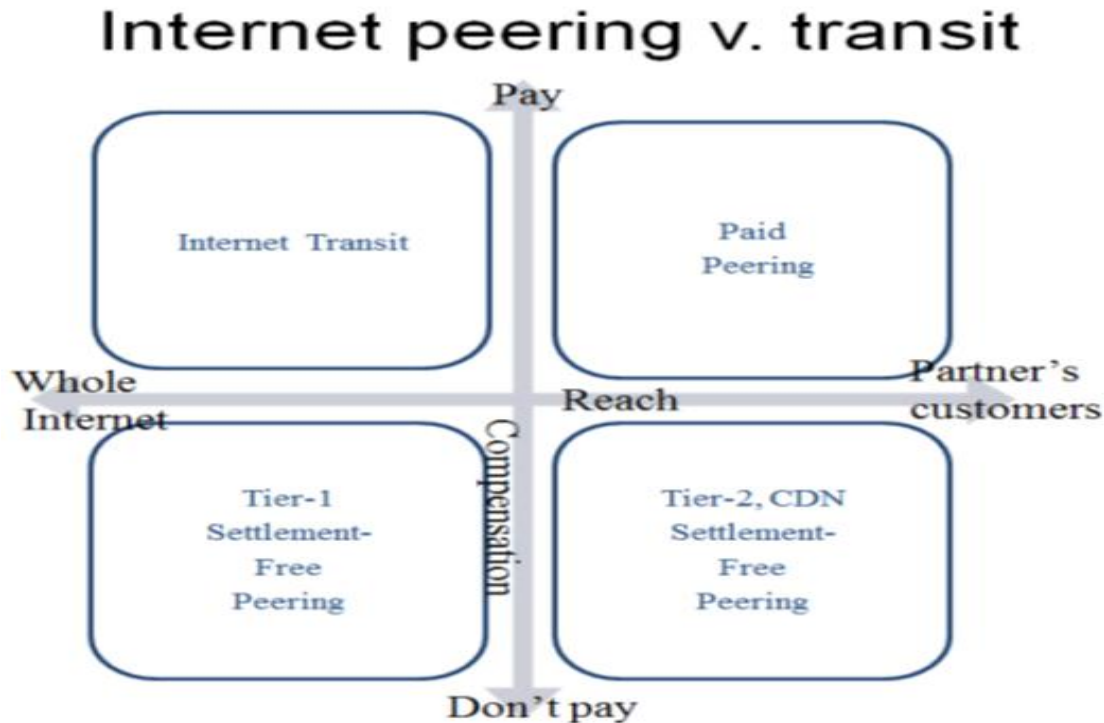 Internet peering v. transit
Pay
Internet Transit
Paid
Peering
Whole
Internet
Reach
Partner's
customers
Compensation
Tier-1
Settlement-
Free
Peering
Tier-2, CDN
Settlement-
Free
Peering
Don't pay